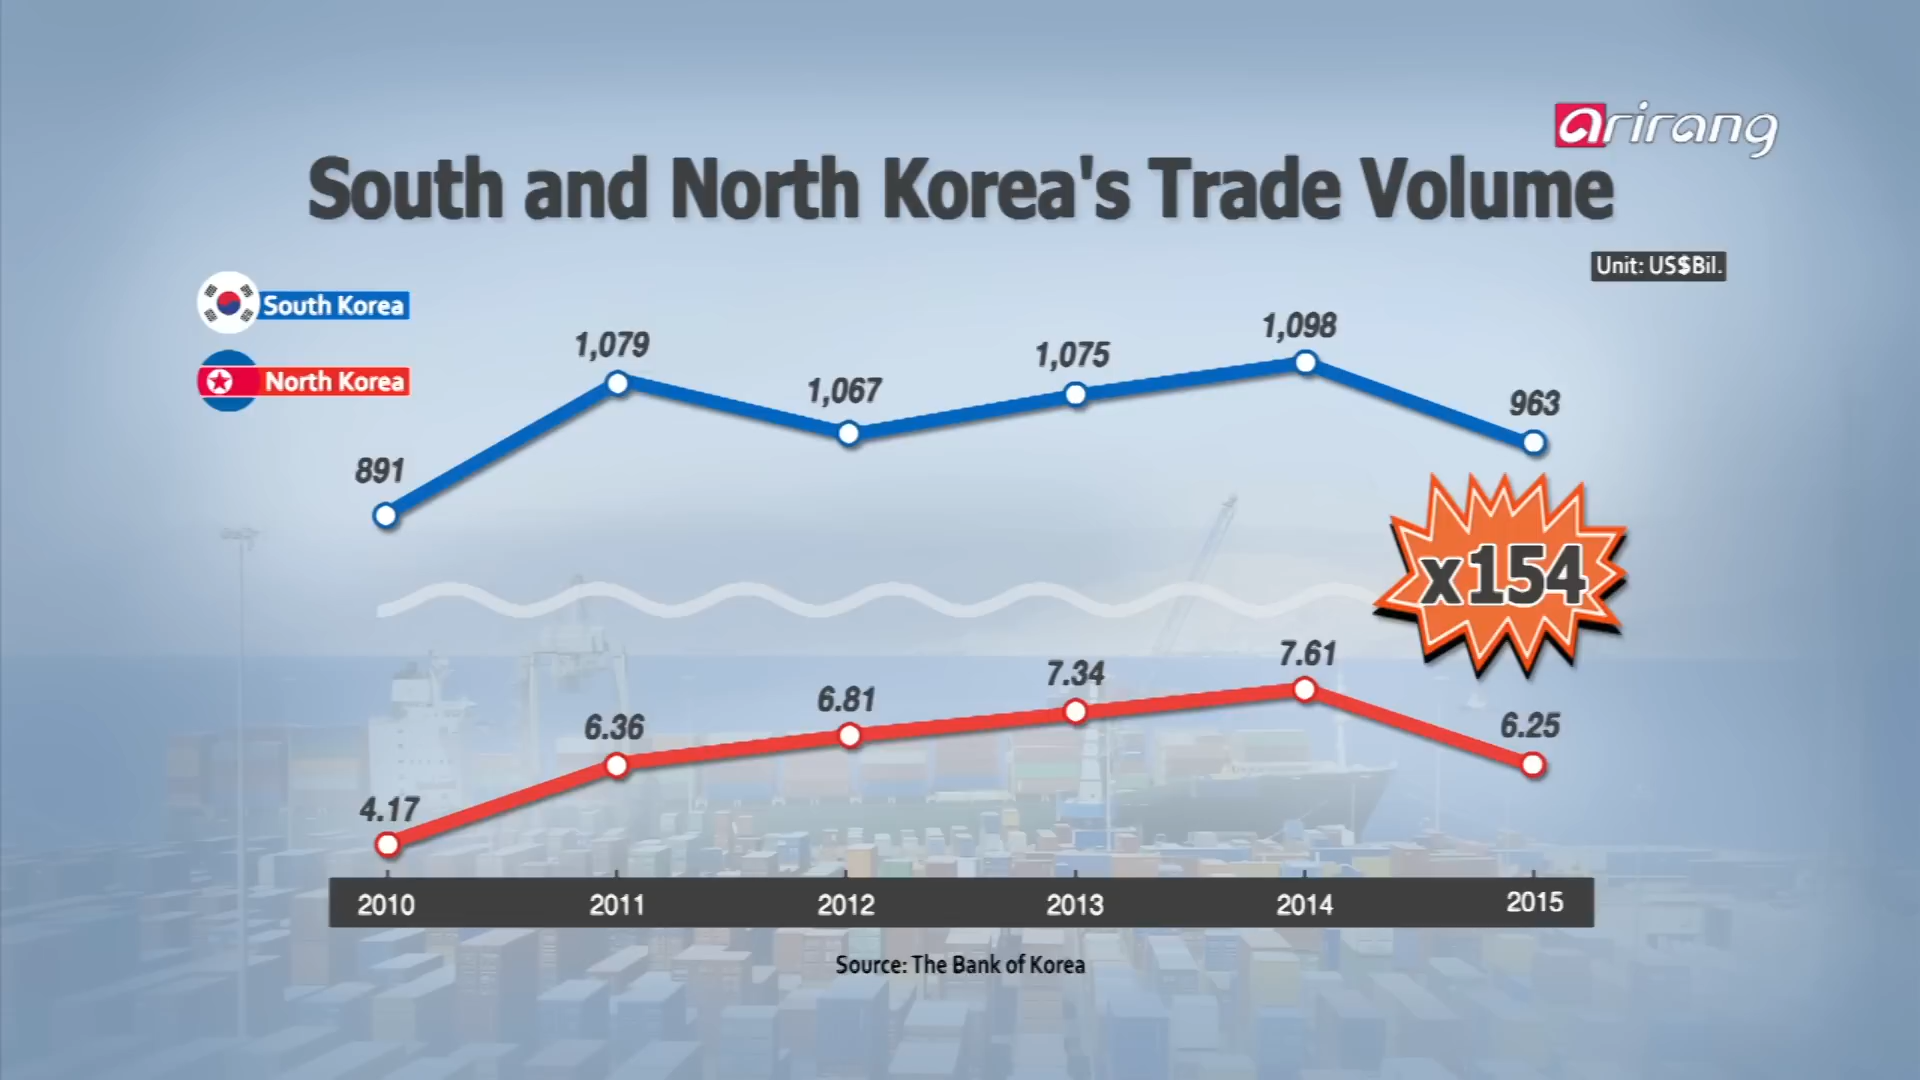 arirang
South and North Korea's Trade Volume
Unit: US$Bil.
South Korea
North Korea
891
1,079
1,067
1,075
1,098
963
x154
4.17
6.36
6.81
7.34
7.61
6.25
2010 2011 2012 2013 2014 2015
Source: The Bank of Korea